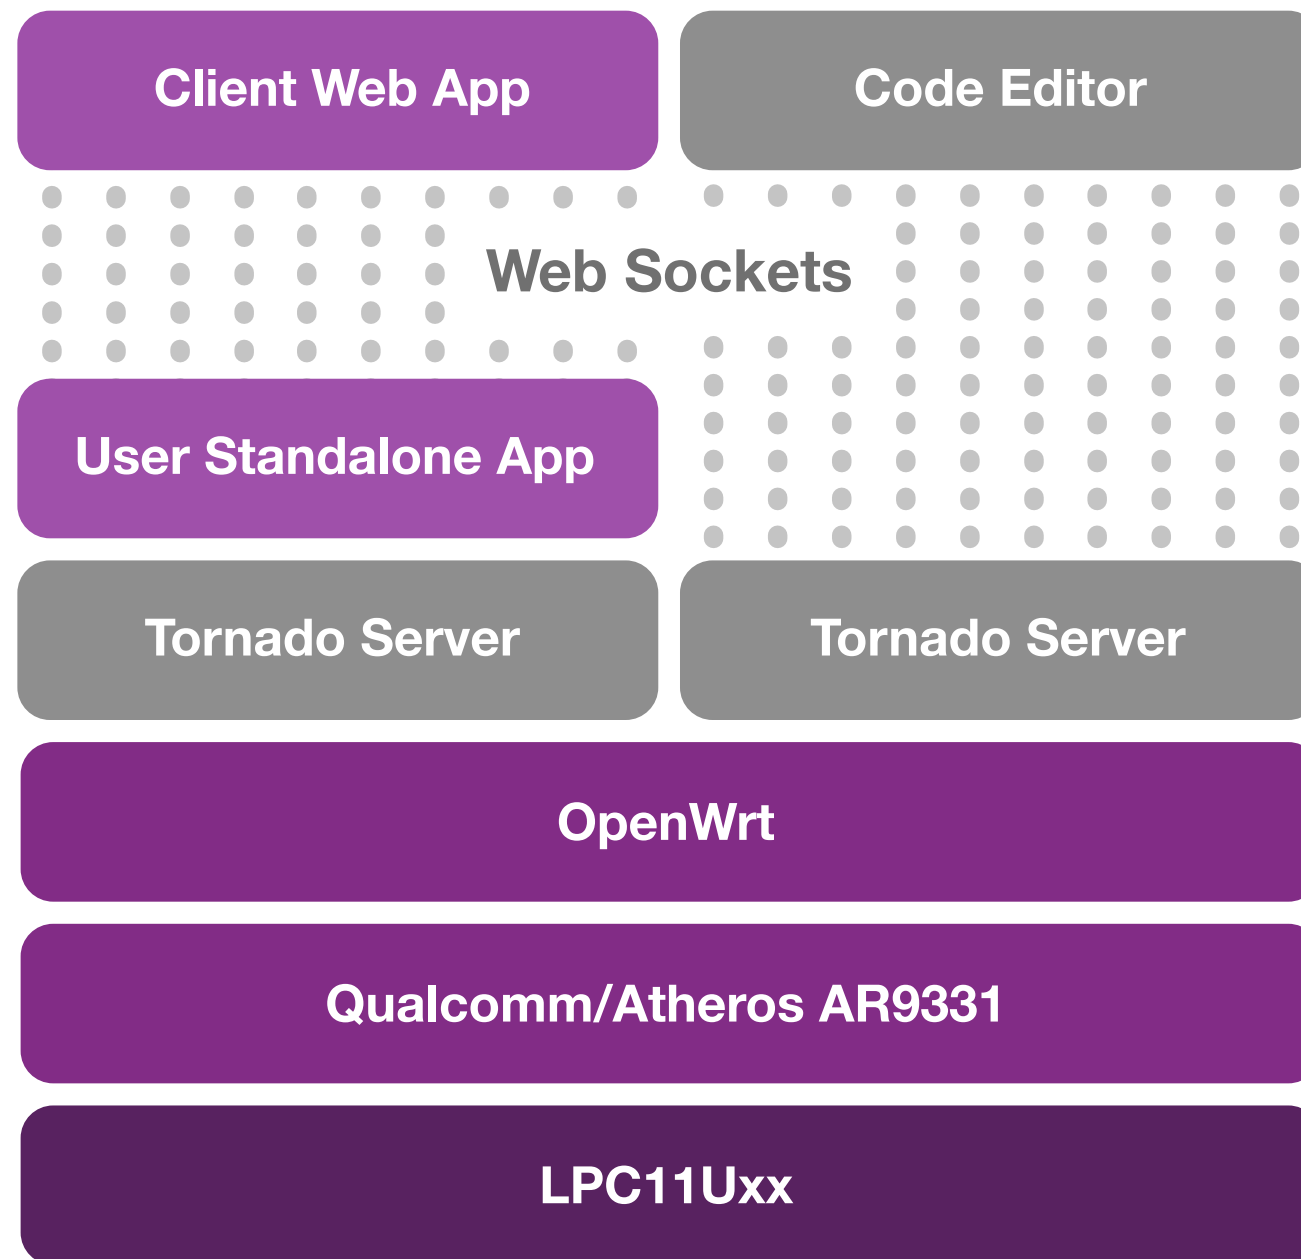 Client Web App
Code Editor
Web Sockets
User Standalone App
Tornado Server
Tornado Server
OpenWrt
Qualcomm/Atheros AR9331
LPC11Uxx